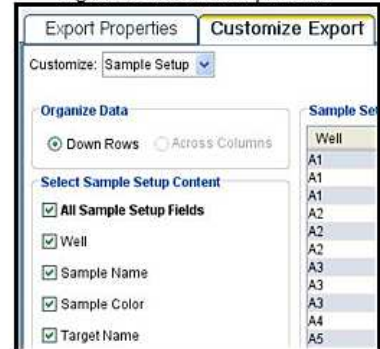 Export Properties
Customize Export
Customize: Sample Setup
Organize Data
Down Rows
Across Columns
Select Sample Setup Content
All Sample Setup Fields
Well
Sample Name
Sample Color
Target Name
Sample Set
Well
A1
A1
A1
A2
A2
A2
A3
A3
A3
A4
A5